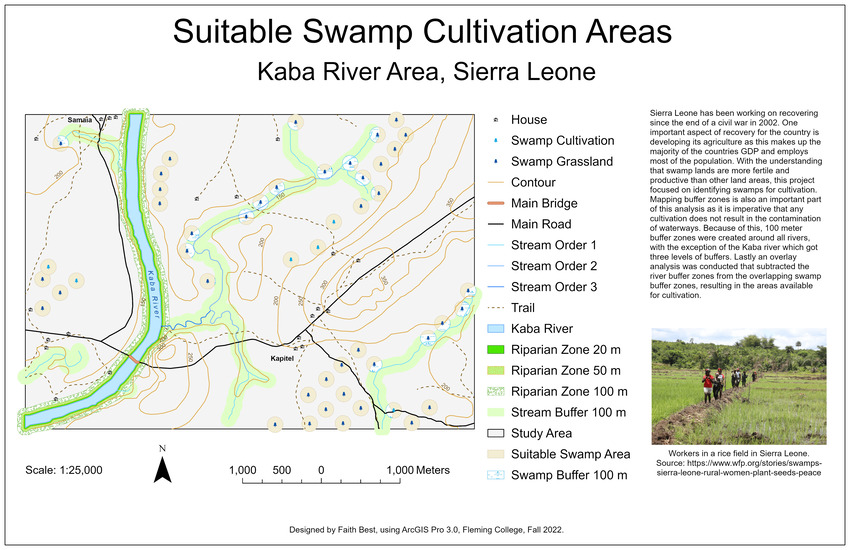 Suitable Swamp Cultivation Areas
Kaba River Area, Sierra Leone
Samaia
200
150
200
350
350
300
250
200
250
200
Kaba River
Kapitel
House
Swamp Cultivation
Swamp Grassland
Contour
Main Bridge
Main Road
Stream Order 1
Stream Order 2
Stream Order 3
Trail
Kaba River
Riparian Zone 20 m
Riparian Zone 50 m
Riparian Zone 100 m
Stream Buffer 100 m
Study Area
Suitable Swamp Area
Swamp Buffer 100 m
Sierra Leone has been working on recovering
since the end of a civil war in 2002. One
important aspect of recovery for the country is
developing its agriculture as this makes up the
majority of the countries GDP and employs
most of the population. With the understanding
that swamp lands are more fertile and
productive than other land areas, this project
focused on identifying swamps for cultivation.
Mapping buffer zones is also an important part
of this analysis as it is imperative that any
cultivation does not result in the contamination
of waterways. Because of this, 100 meter
buffer zones were created around all rivers,
with the exception of the Kaba river which got
three levels of buffers. Lastly an overlay
analysis was conducted that subtracted the
river buffer zones from the overlapping swamp
buffer zones, resulting in the areas available
for cultivation.
Workers in a rice field in Sierra Leone.
Source: https://www.wfp.org/stories/swamps-
sierra-leone-rural-women-plant-seeds-peace
Scale: 1:25,000
N
1,000 500 0 1,000 Meters
Designed by Faith Best, using ArcGIS Pro 3.0, Fleming College, Fall 2022.